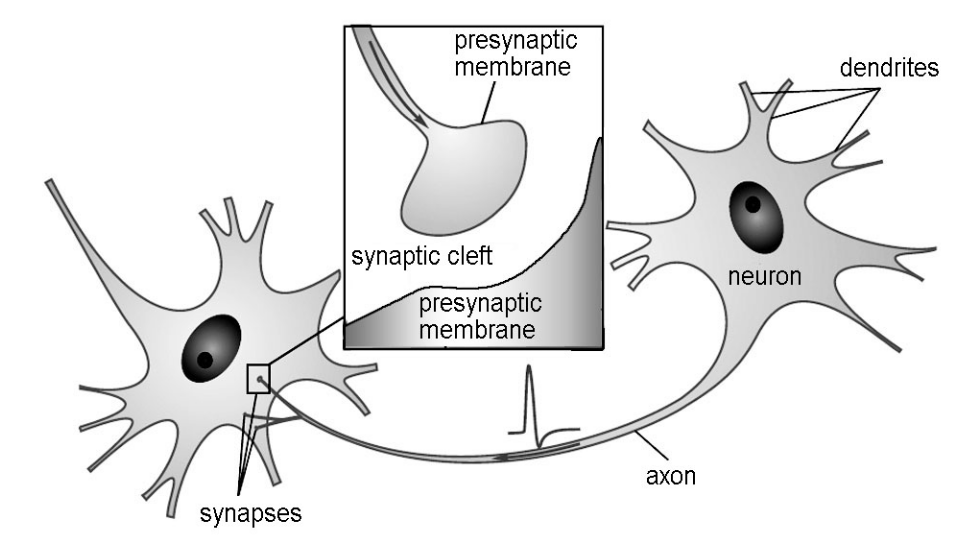 presynaptic
membrane
dendrites
synaptic cleft
neuron
presynaptic
membrane
axon
synapses